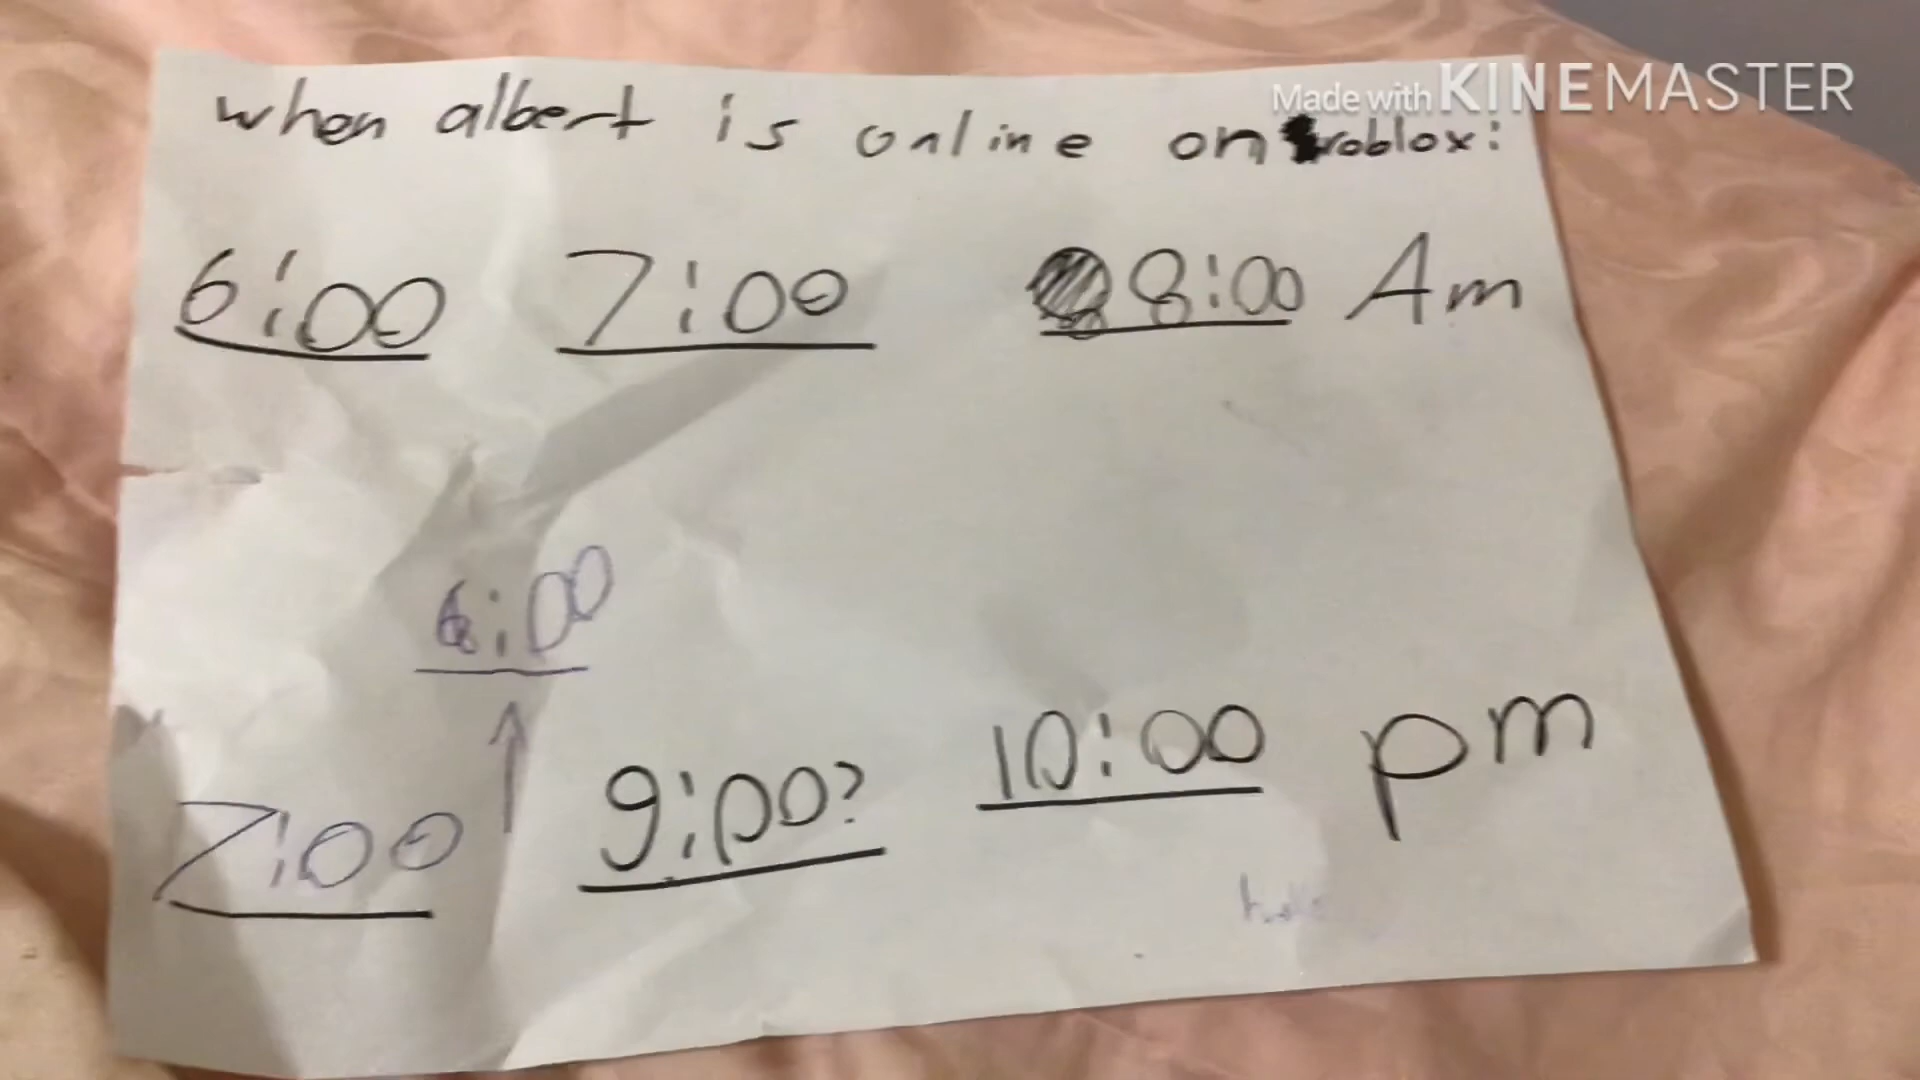 Made with KINEMASTER
when albert is online on roblox:
6:00 7:00 8:00 Am
6:00
7:00 9:00? 10:00 pm